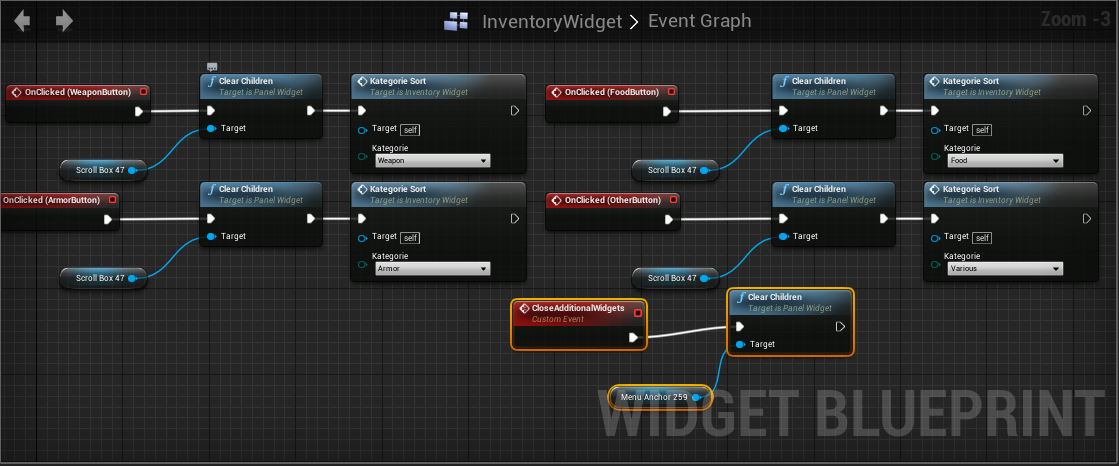 InventoryWidget > Event Graph
Zoom -3
OnClicked (WeaponButton)
Clear Children
Target is Panel Widget
Target
Scroll Box 47
Kategorie Sort
Target is Inventory Widget
Target self
Kategorie
Weapon
OnClicked (FoodButton)
Clear Children
Target is Panel Widget
Target
Scroll Box 47
Kategorie Sort
Target is Inventory Widget
Target self
Kategorie
Food
OnClicked (ArmorButton)
Clear Children
Target is Panel Widget
Target
Scroll Box 47
Kategorie Sort
Target is Inventory Widget
Target self
Kategorie
Armor
OnClicked (OtherButton)
Clear Children
Target is Panel Widget
Target
Scroll Box 47
Kategorie Sort
Target is Inventory Widget
Target self
Kategorie
Various
CloseAdditionalWidgets
Custom Event
Clear Children
Target is Panel Widget
Target
Menu Anchor 259
WIDGET BLUEPRINT